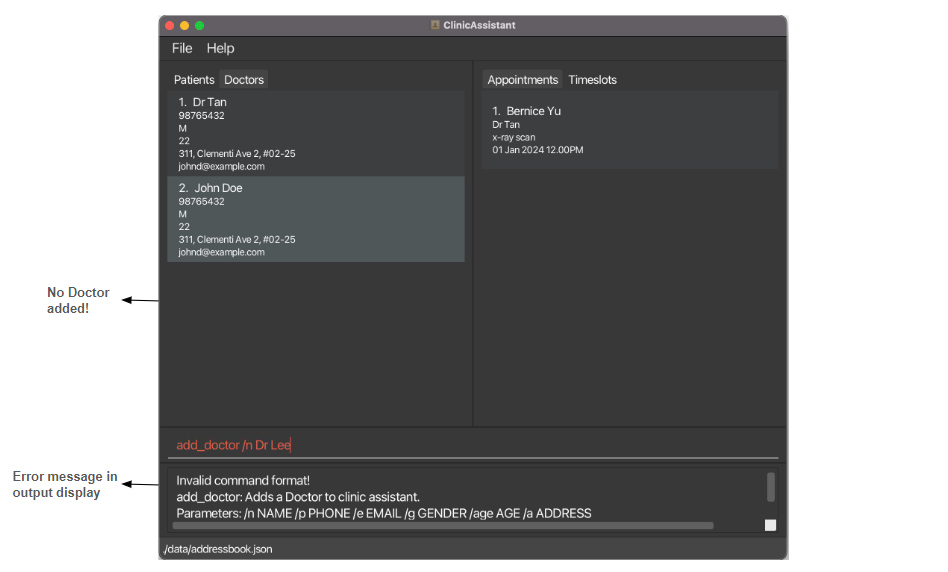 ClinicAssistant
File Help
Patients Doctors
1. Dr Tan
98765432
M
22
311, Clementi Ave 2, #02-25
johnd@example.com
2. John Doe
98765432
M
22
311, Clementi Ave 2, #02-25
johnd@example.com
Appointments Timeslots
1. Bernice Yu
Dr Tan
x-ray scan
01 Jan 2024 12.00PM
No Doctor
added!
add_doctor /n Dr Lee
Error message in
output display
Invalid command format!
add_doctor: Adds a Doctor to clinic assistant.
Parameters: /n NAME /p PHONE /e EMAIL /g GENDER /age AGE /a ADDRESS
./data/addressbook.json